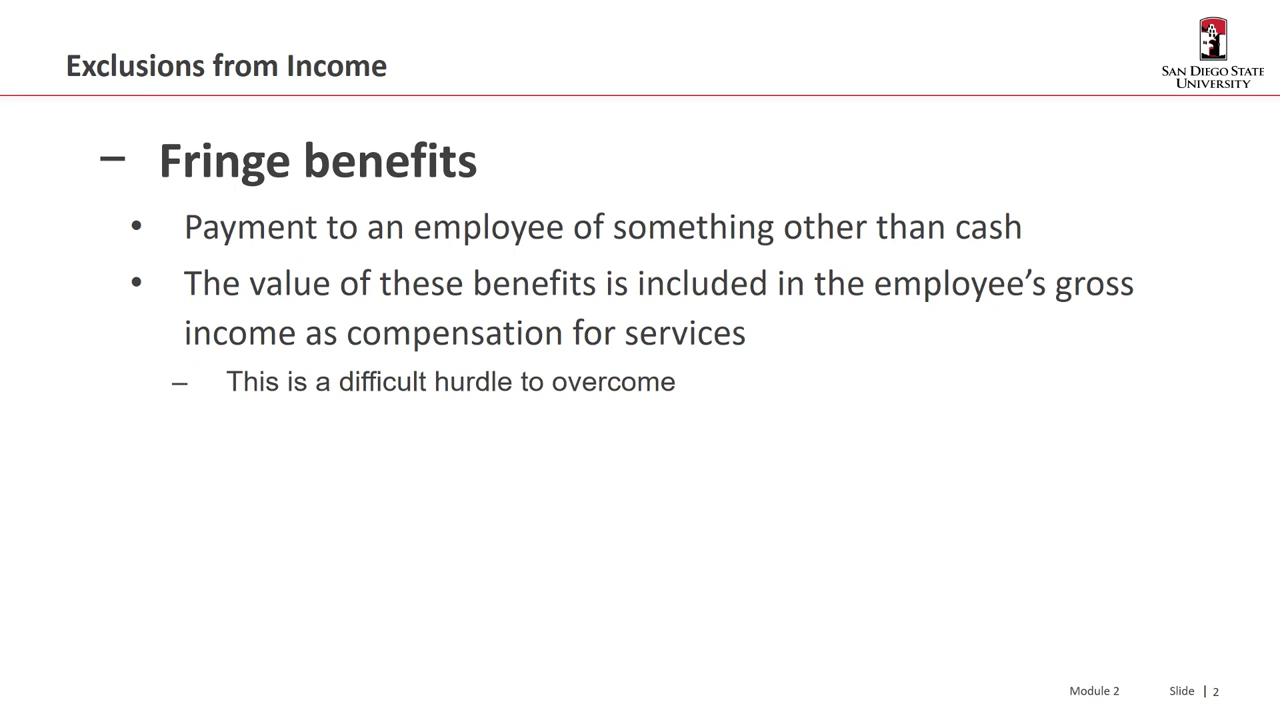 Exclusions from Income
SAN DIEGO STATE
UNIVERSITY
– Fringe benefits
• Payment to an employee of something other than cash
• The value of these benefits is included in the employee’s gross
income as compensation for services
– This is a difficult hurdle to overcome
Module 2 Slide | 2